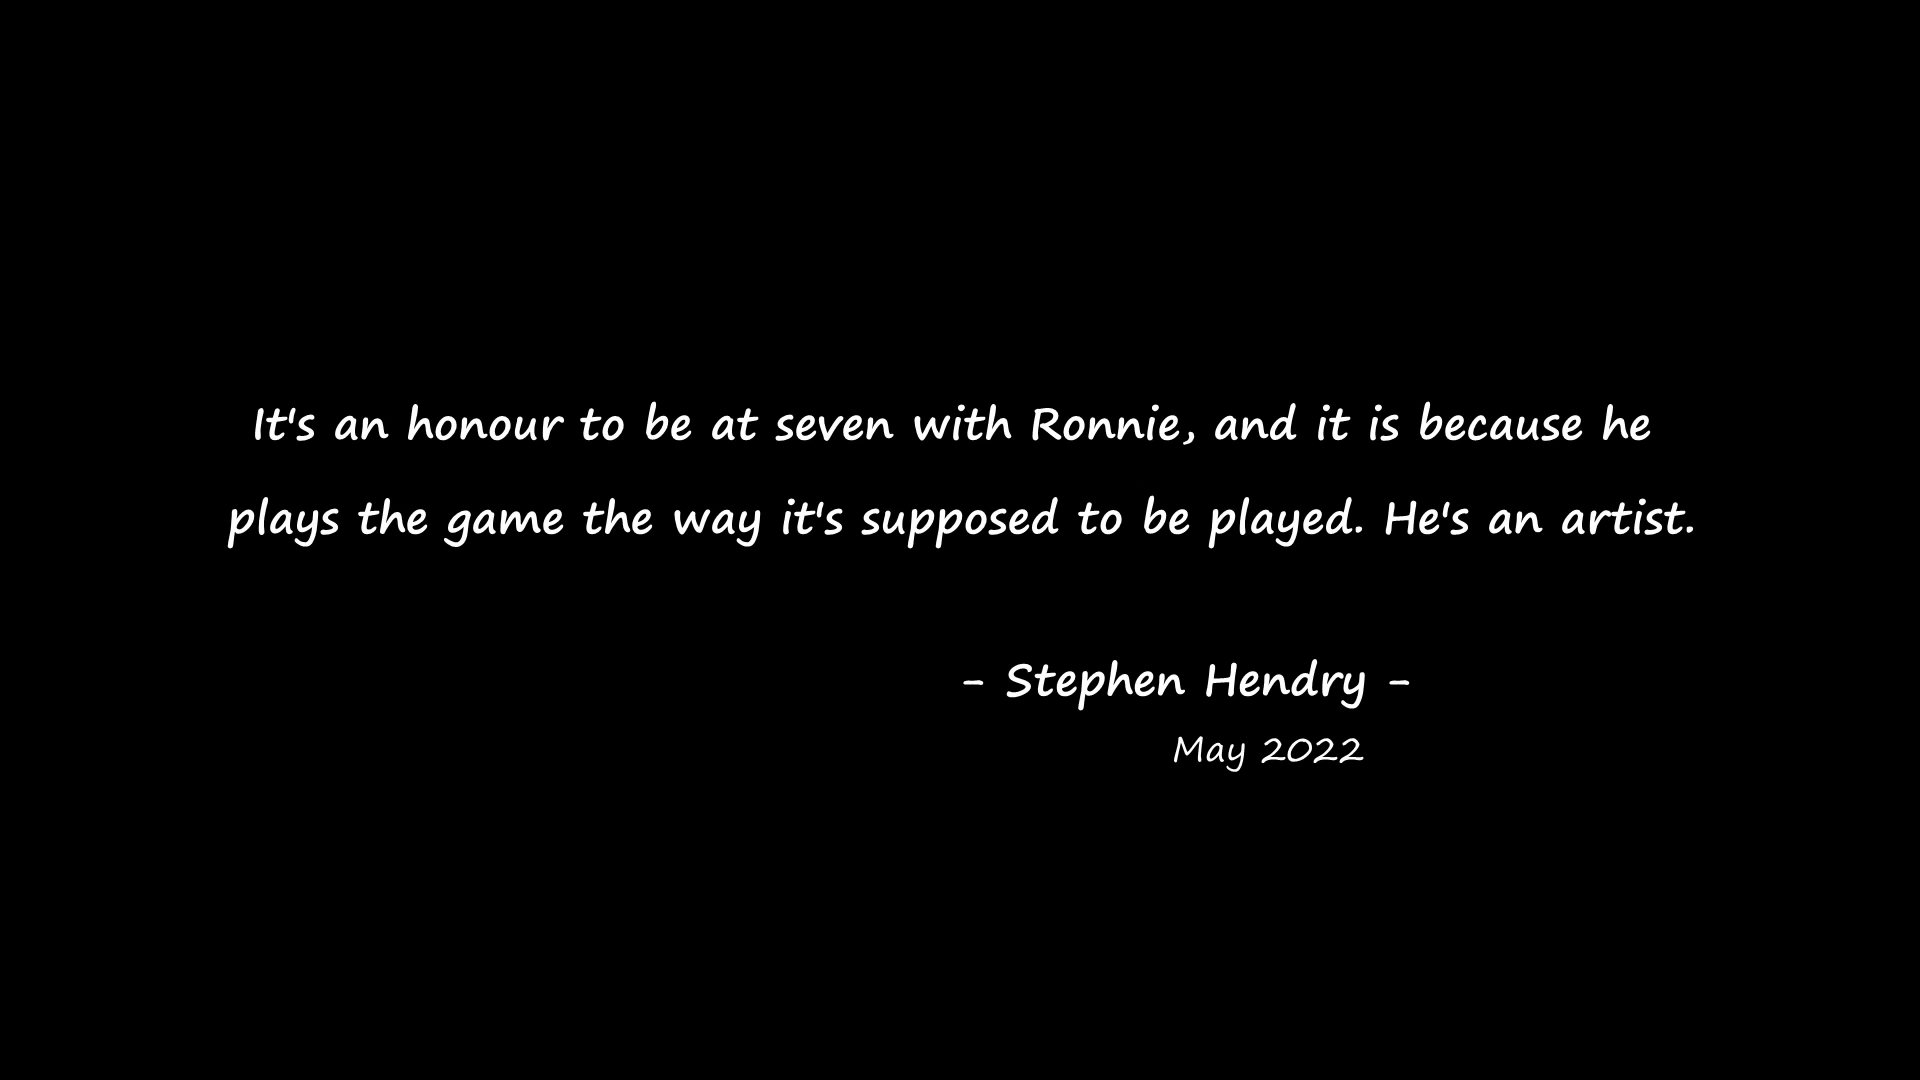 It's an honour to be at seven with Ronnie, and it is because he
plays the game the way it's supposed to be played. He's an artist.
- Stephen Hendry -
May 2022